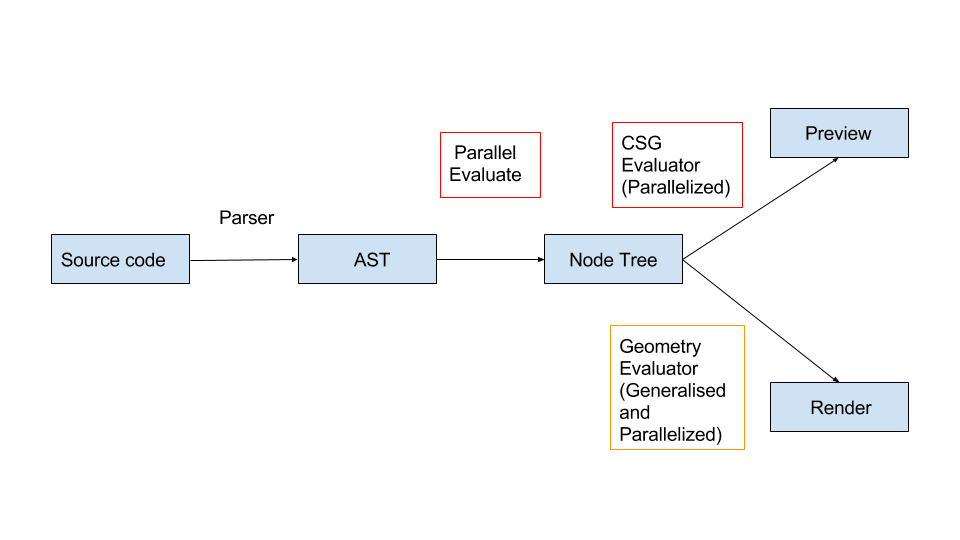 Preview
CSG
Evaluator
(Parallelized)
Parallel
Evaluate
Parser
Source code
AST
Node Tree
Geometry
Evaluator
(Generalised
and
Parallelized)
Render